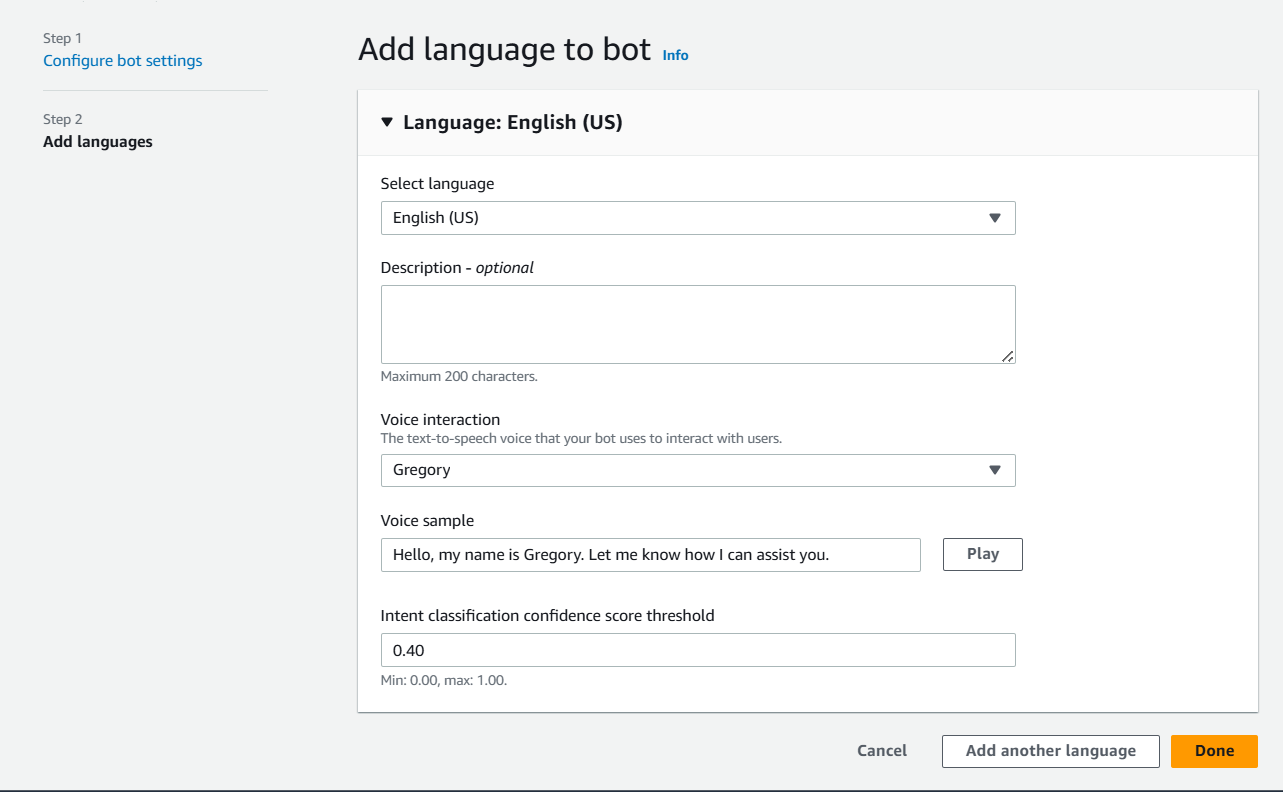 Step 1
Configure bot settings
Step 2
Add languages
Add language to bot Info
Language: English (US)
Select language
English (US)
Description - optional
Maximum 200 characters.
Voice interaction
The text-to-speech voice that your bot uses to interact with users.
Gregory
Voice sample
Hello, my name is Gregory. Let me know how I can assist you.
Play
Intent classification confidence score threshold
0.40
Min: 0.00, max: 1.00.
Cancel
Add another language
Done